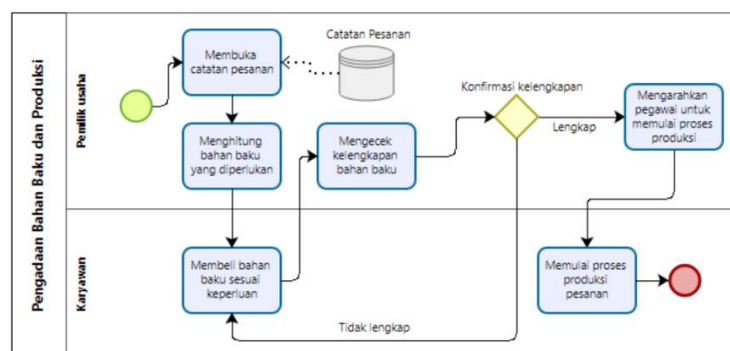 Pengadaan Bahan Baku dan Produksi
Pemilik usaha
Membuka
catatan pesanan
Catatan Pesanan
Menghitung
bahan baku
yang diperlukan
Mengecek
kelengkapan
bahan baku
Konfirmasi kelengkapan
Lengkap
Mengarahkan
pegawai untuk
memulai proses
produksi
Karyawan
Membeli bahan
baku sesuai
keperluan
Tidak lengkap
Memulai proses
produksi
pesanan